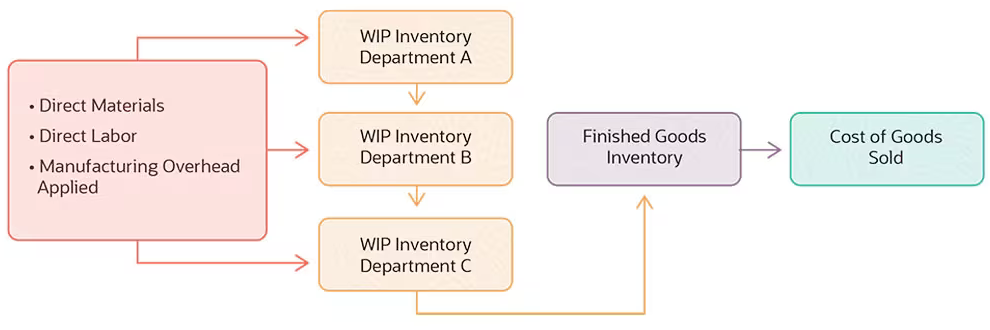 • Direct Materials
• Direct Labor
• Manufacturing Overhead
Applied
WIP Inventory
Department A
WIP Inventory
Department B
WIP Inventory
Department C
Finished Goods
Inventory
Cost of Goods
Sold